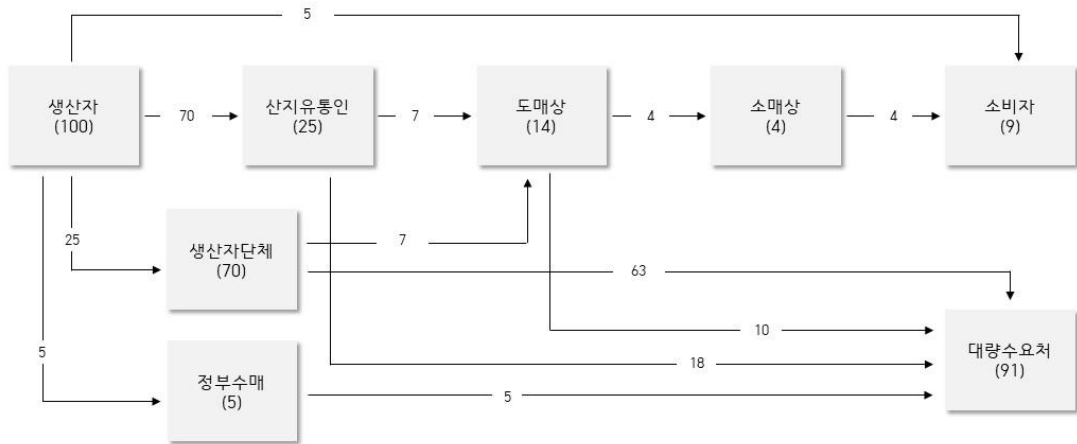 5
생산자
(100)
70
산지유통인
(25)
7
도매상
(14)
4
소매상
(4)
4
소비자
(9)
25
생산자단체
(70)
7
63
5
정부수매
(5)
10
18
5
대량수요처
(91)